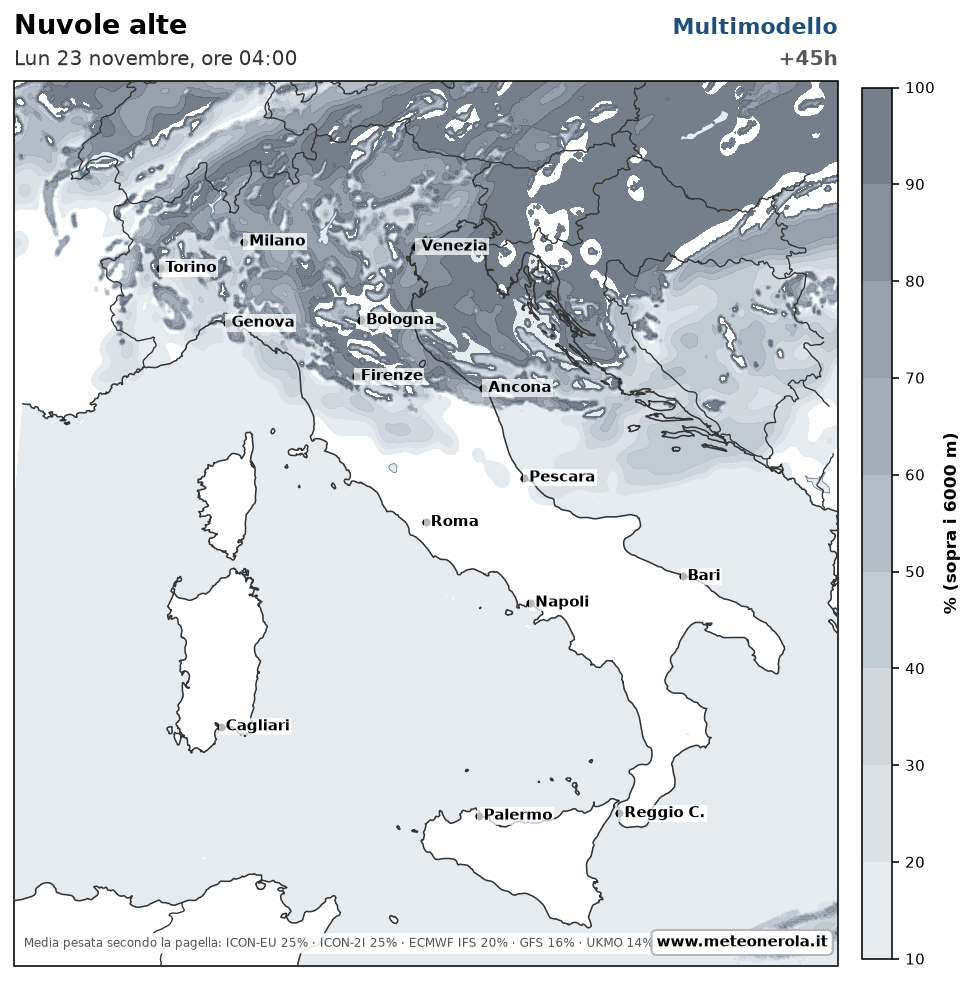 Nuvole alte
Multimodello
Lun 23 novembre, ore 04:00
+45h
Milano
Venezia
Torino
Genova
Bologna
Firenze
Ancona
Pescara
Roma
Bari
Napoli
Cagliari
Palermo
Reggio C.
Media pesata secondo la pagella: ICON-EU 25% · ICON-2I 25% · ECMWF IFS 20% · GFS 16% · UKMO 14%
www.meteonerola.it
100
90
80
70
60
50
40
30
20
10
% (sopra i 6000 m)